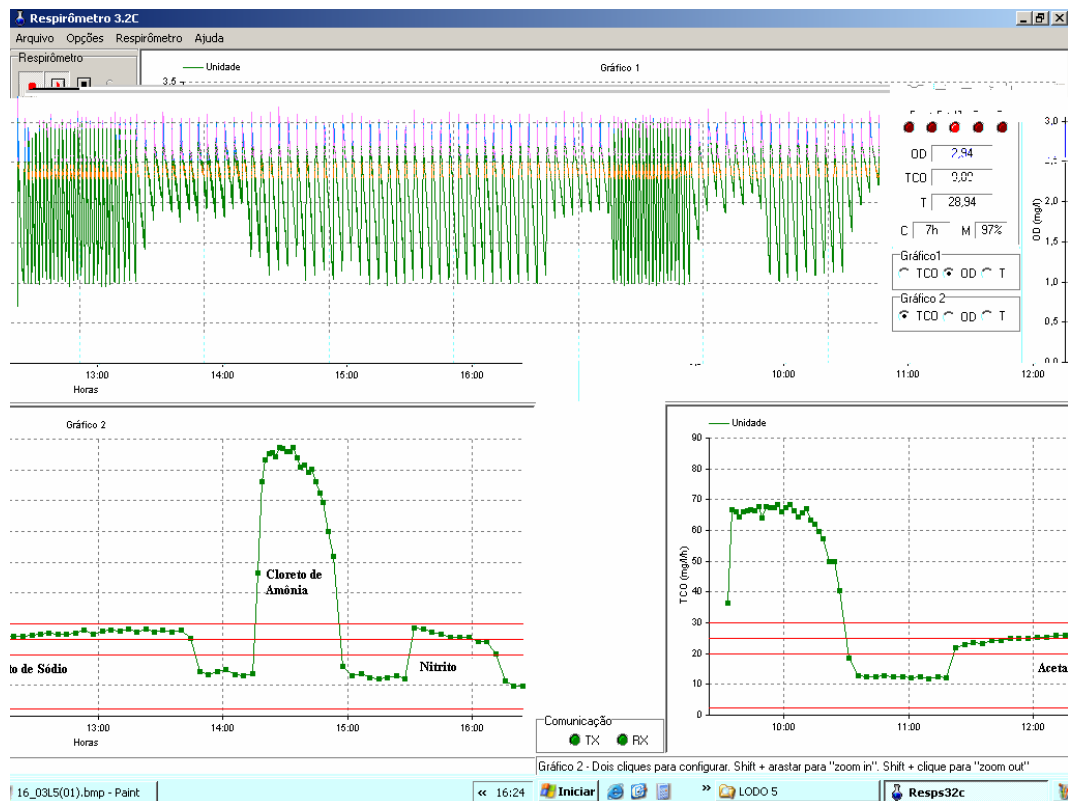 Respirômetro 3.2C
Arquivo Opções Respirômetro Ajuda
Respirômetro
Unidade
Gráfico 1
3.5
3,0
OD 2,94
TCO
2,0
T 28,94
C 7h M 97%
1,5
OD (mg/l)
Gráfico1
TCO OD T
1,0
Gráfico 2
TCO OD T
0,5
0,0
13:00 14:00 15:00 16:00 10:00 11:00 12:00
Horas
Gráfico 2
Unidade
90
80
70
60
50
40
30
20
10
0
TCO (mg/l/h)
Cloreto de
Amônia
to de Sódio
Nitrito
Aceta
13:00 14:00 15:00 16:00
Horas
10:00 11:00 12:00
Comunicação
TX RX
Gráfico 2 - Dois cliques para configurar. Shift + arastar para "zoom in". Shift + clique para "zoom out"
16_03L5(01).bmp - Paint
« 16:24
Iniciar
»
LODO 5
Resps32c